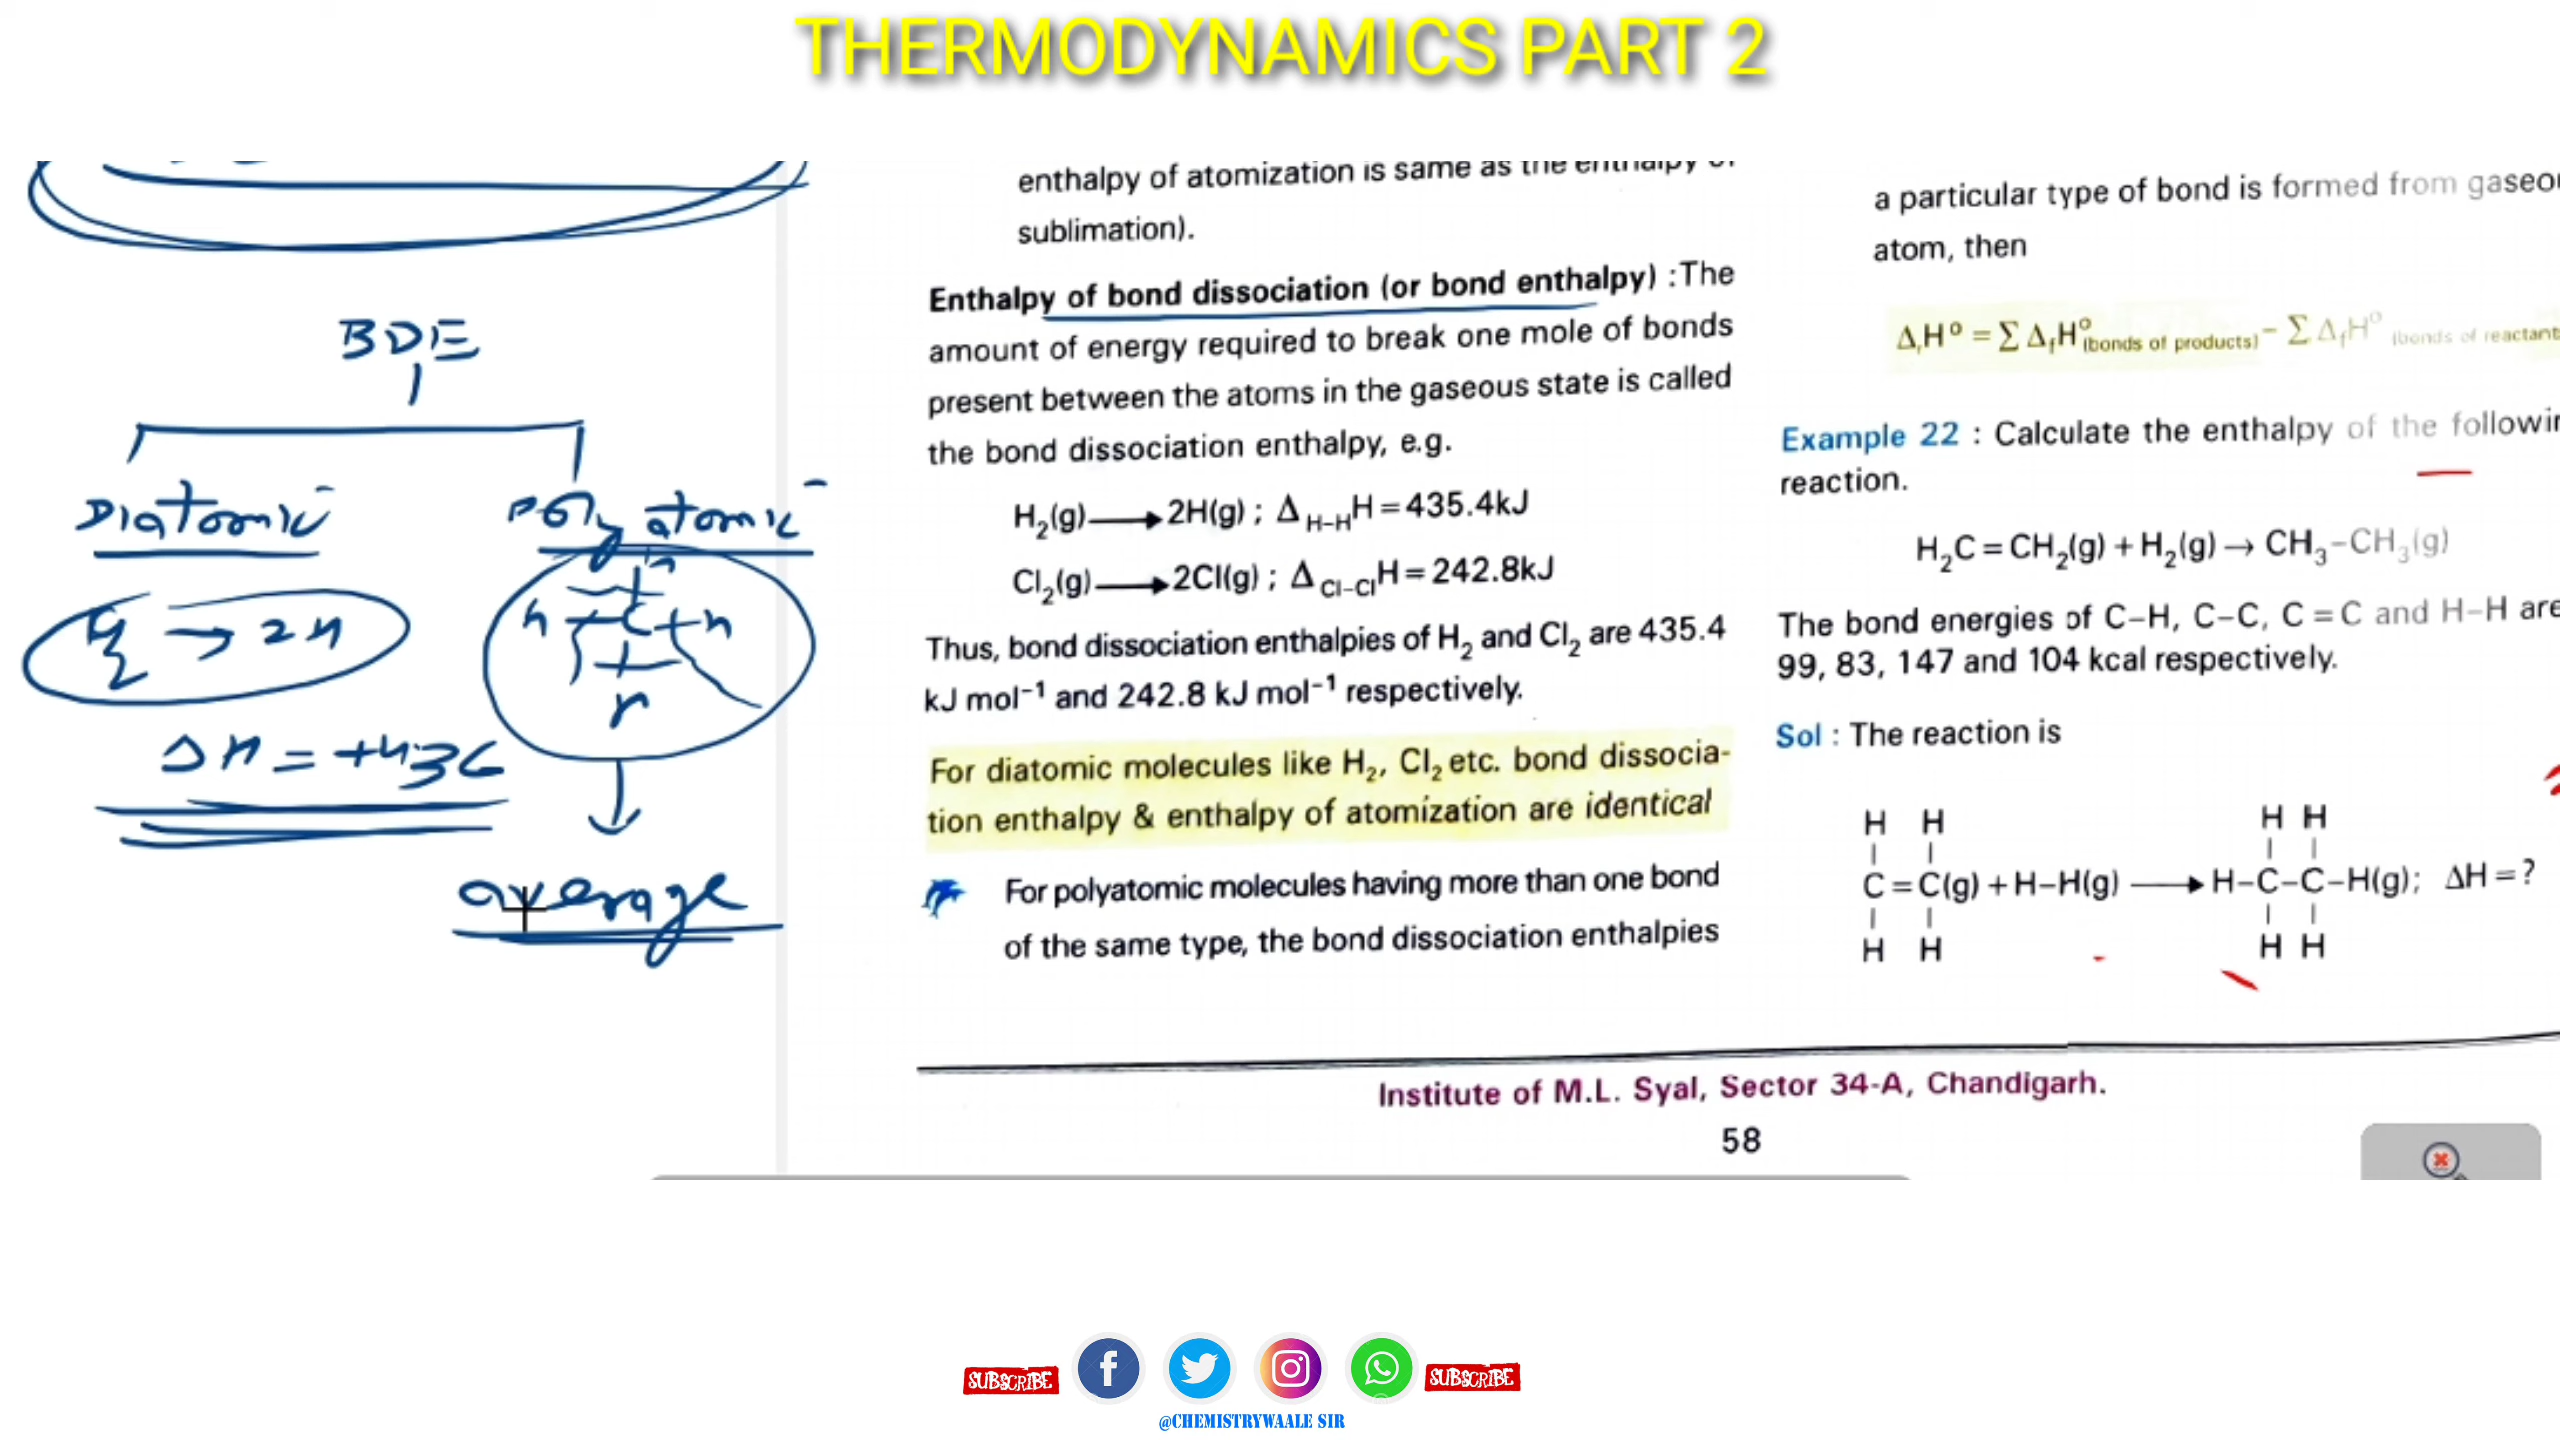 THERMODYNAMICS PART 2
BDE
Diatomic
Polyatomic
H₂ → 2H
H
H C H
H
ΔH = +436
average
enthalpy of atomization is same as the enthalpy of
sublimation).
Enthalpy of bond dissociation (or bond enthalpy) : The
amount of energy required to break one mole of bonds
present between the atoms in the gaseous state is called
the bond dissociation enthalpy, e.g.
H₂(g) ⟶ 2H(g) ; Δ H–H H = 435.4kJ
Cl₂(g) ⟶ 2Cl(g) ; Δ Cl–Cl H = 242.8kJ
Thus, bond dissociation enthalpies of H₂ and Cl₂ are 435.4
kJ mol⁻¹ and 242.8 kJ mol⁻¹ respectively.
For diatomic molecules like H₂, Cl₂ etc. bond dissocia-
tion enthalpy & enthalpy of atomization are identical
For polyatomic molecules having more than one bond
of the same type, the bond dissociation enthalpies
a particular type of bond is formed from
atom, then
ΔᵣH° = Σ Δ_fH° (bonds of products) – Σ Δ_fH° (bonds of reactant
Example 22 : Calculate the enthalpy of the
reaction.
H₂C = CH₂(g) + H₂(g) → CH₃–CH₃(g)
The bond energies of C–H, C–C, C = C and H–H are
99, 83, 147 and 104 kcal respectively.
Sol : The reaction is
H H H H
C = C(g) + H–H(g) ⟶ H–C–C–H(g); ΔH = ?
H H H H
Institute of M.L. Syal, Sector 34-A, Chandigarh.
58
SUBSCRIBE
SUBSCRIBE
@CHEMISTRYWAALE SIR